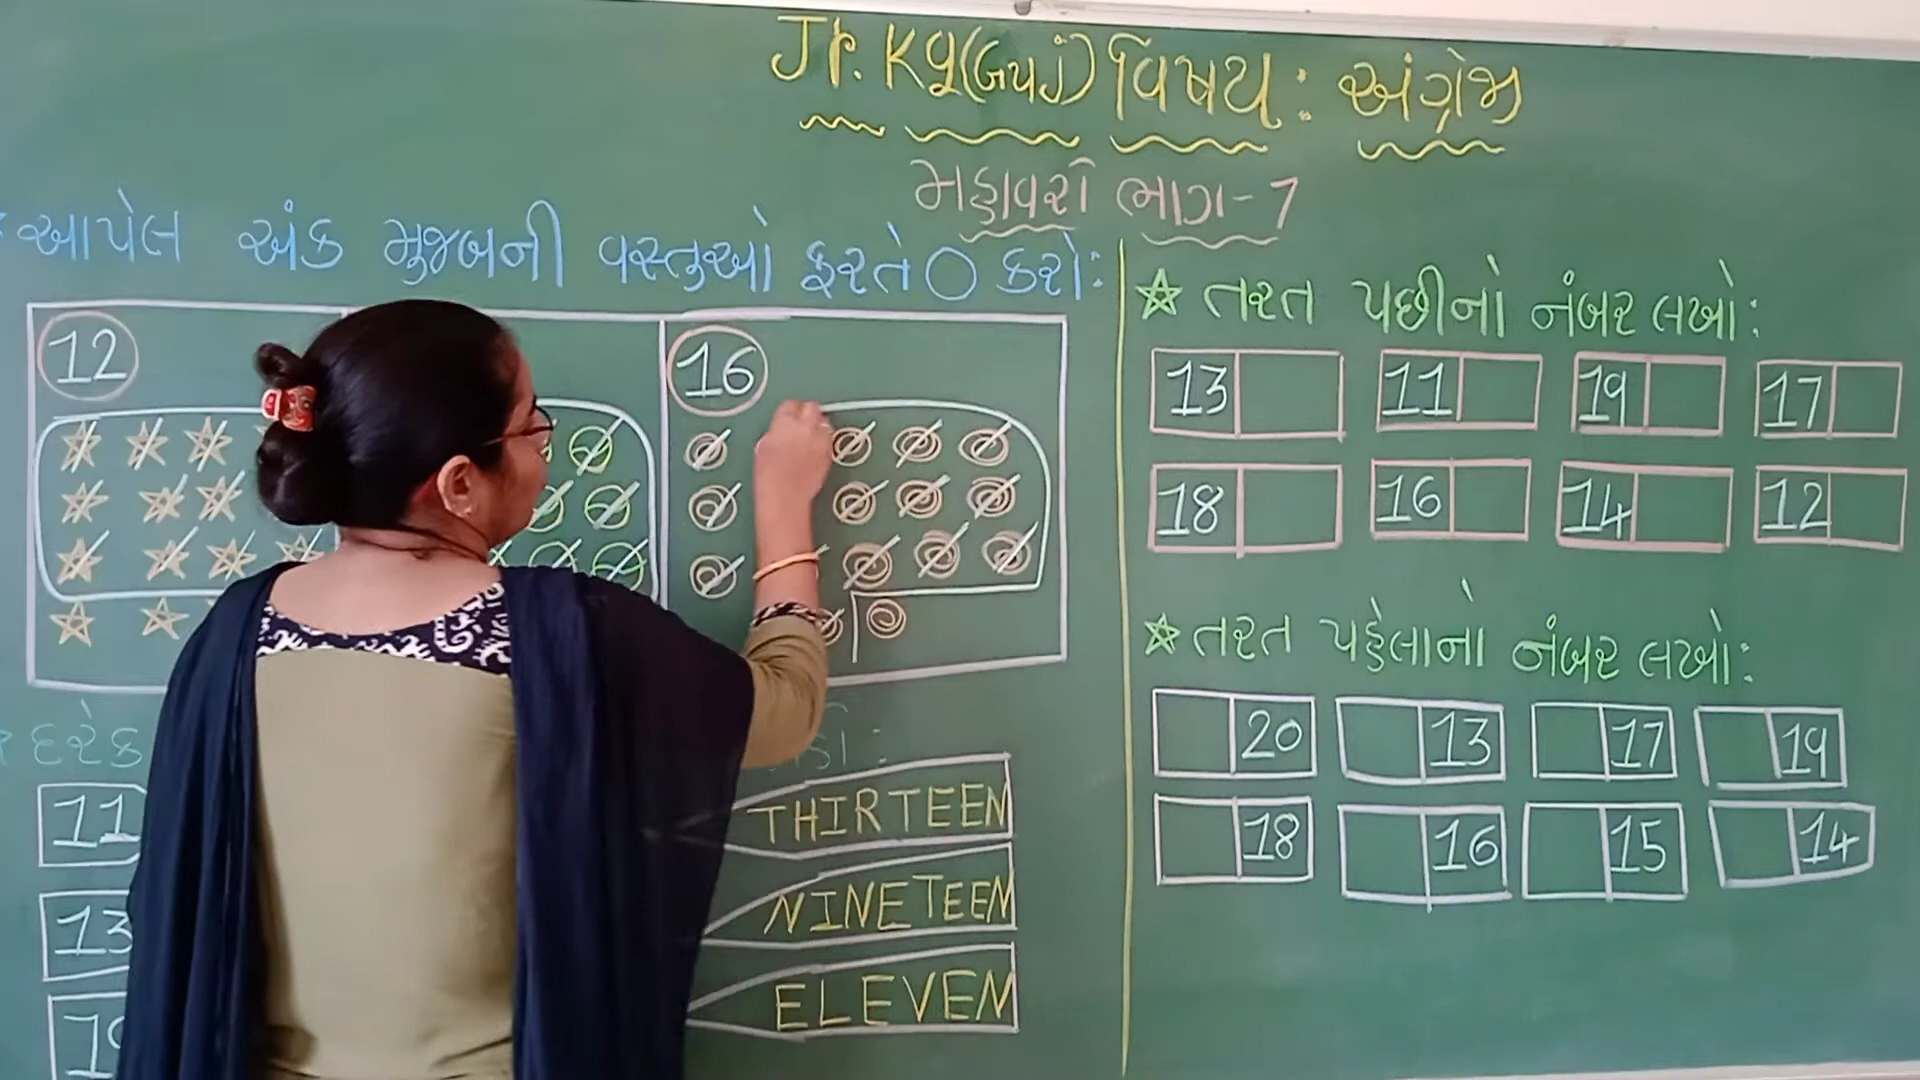 Jr. Kg(Guj) વિષય: અંગ્રેજી
મહાવરો ભાગ-7
આપેલ અંક મુજબની વસ્તુઓ ફરતે ○ કરો:
12
16
દરેક
11
THIRTEEN
13
NINETEEN
ELEVEN
☆ તરત પછીનો નંબર લખો:
13 11 19 17
18 16 14 12
☆ તરત પહેલાનો નંબર લખો:
20 13 17 19
18 16 15 14